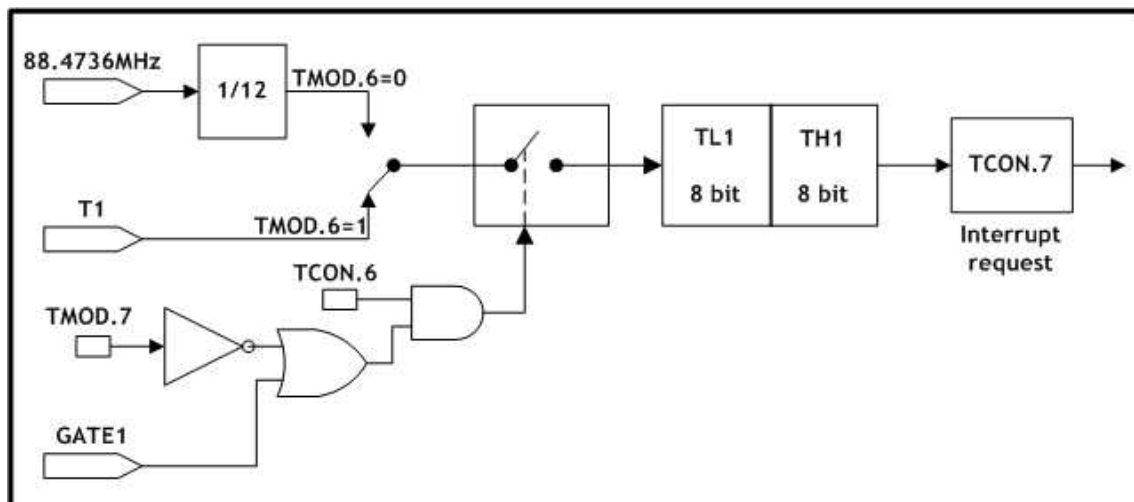 88.4736MHz
1/12
TMOD.6=0
TL1
8 bit
TH1
8 bit
TCON.7
T1
TMOD.6=1
Interrupt
request
TCON.6
TMOD.7
GATE1